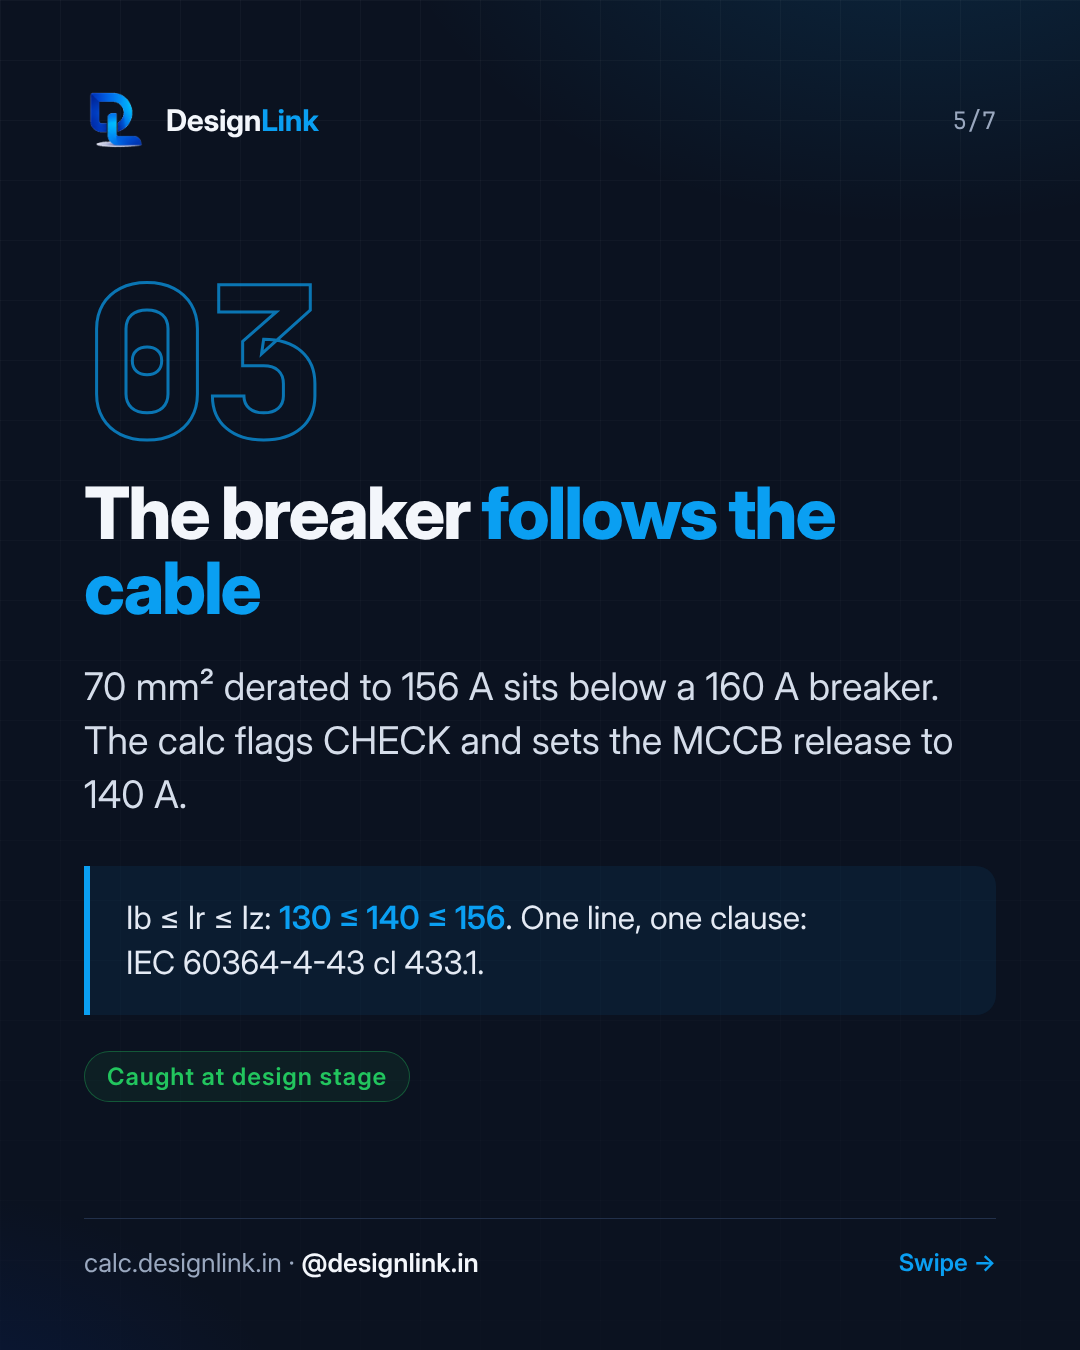 DesignLink
5/7
03
The breaker follows the
cable
70 mm² derated to 156 A sits below a 160 A breaker.
The calc flags CHECK and sets the MCCB release to
140 A.
Ib ≤ Ir ≤ Iz: 130 ≤ 140 ≤ 156. One line, one clause:
IEC 60364-4-43 cl 433.1.
Caught at design stage
calc.designlink.in · @designlink.in
Swipe →